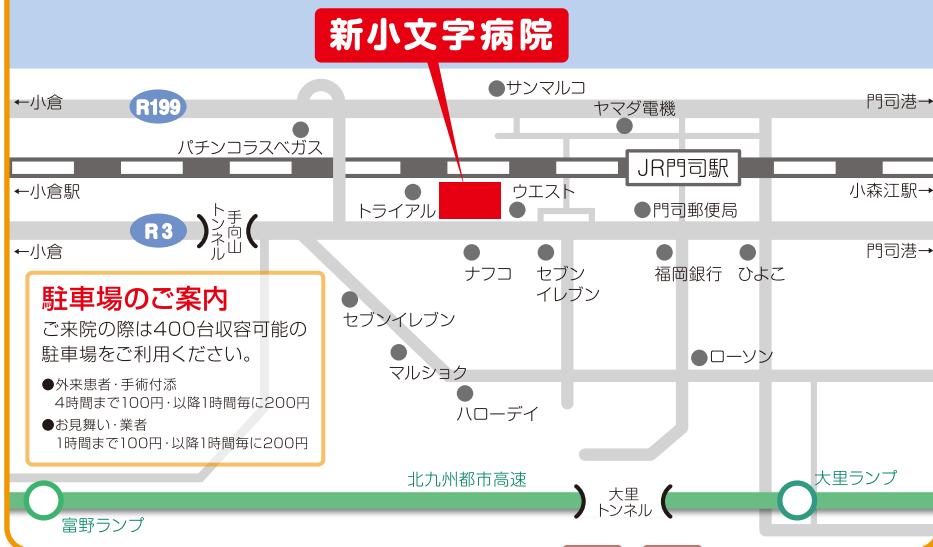 新小文字病院
サンマルコ
←小倉
R199
ヤマダ電機
門司港→
パチンコラスベガス
JR門司駅
←小倉駅
トライアル
ウエスト
小森江駅→
門司郵便局
R3
手向山
トンネル
←小倉
門司港→
ナフコ
セブン
イレブン
福岡銀行
ひよこ
駐車場のご案内
ご来院の際は400台収容可能の
駐車場をご利用ください。
●外来患者・手術付添
4時間まで100円・以降1時間毎に200円
●お見舞い・業者
1時間まで100円・以降1時間毎に200円
セブンイレブン
マルショク
ローソン
ハローデイ
北九州都市高速
大里
トンネル
大里ランプ
富野ランプ